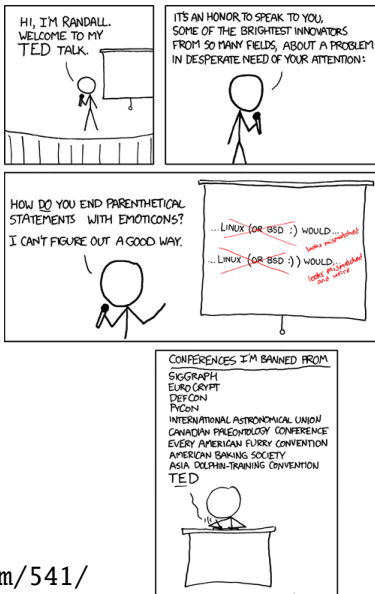 HI, I'M RANDALL.
WELCOME TO MY
TED TALK.
IT'S AN HONOR TO SPEAK TO YOU,
SOME OF THE BRIGHTEST INNOVATORS
FROM SO MANY FIELDS, ABOUT A PROBLEM
IN DESPERATE NEED OF YOUR ATTENTION:
HOW DO YOU END PARENTHETICAL
STATEMENTS WITH EMOTICONS?
I CAN'T FIGURE OUT A GOOD WAY.
...LINUX (OR BSD :) WOULD...
looks mismatched
...LINUX (OR BSD :)) WOULD...
looks mismatched
and weird
CONFERENCES I'M BANNED FROM
SIGGRAPH
EUROCRYPT
DEFCON
PYCON
INTERNATIONAL ASTRONOMICAL UNION
CANADIAN PALEONTOLOGY CONFERENCE
EVERY AMERICAN FURRY CONVENTION
AMERICAN BAKING SOCIETY
ASIA DOLPHIN-TRAINING CONVENTION
TED
m/541/